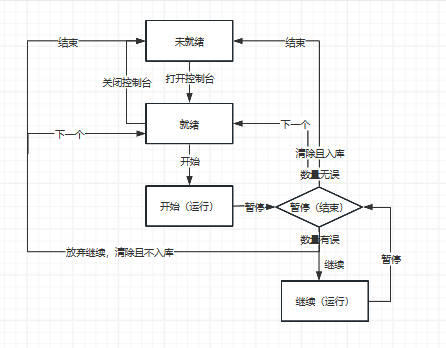 结束
未就绪
结束
打开控制台
关闭控制台
下一个
就绪
下一个
开始
清除且入库
数量无误
开始（运行）
暂停
暂停（结束）
数量有误
放弃继续，清除且不入库
继续
暂停
继续（运行）